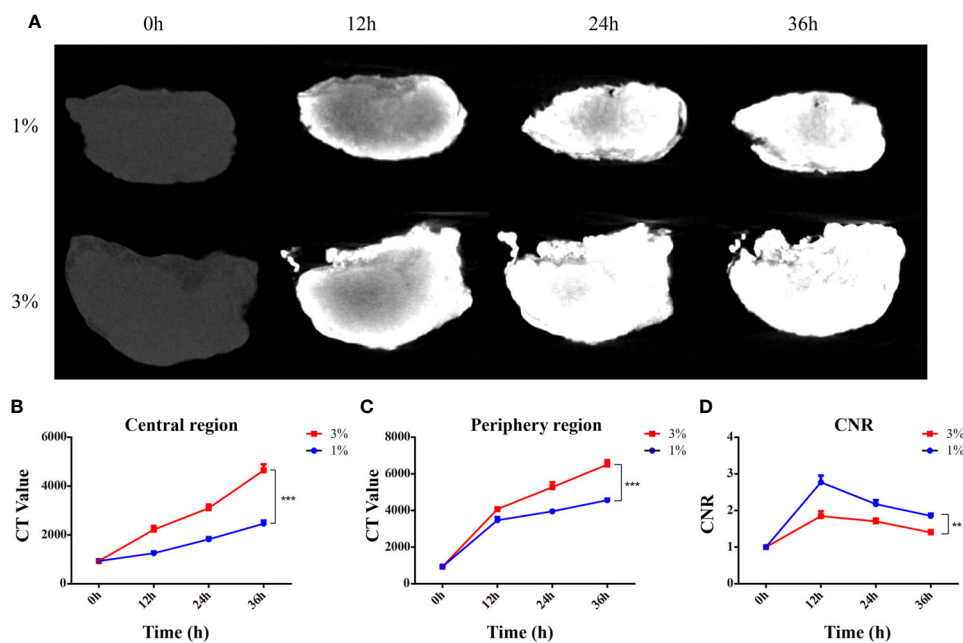 A
0h 12h 24h 36h
1%
3%
B
Central region
3%
1%
6000
4000
2000
0
CT Value
***
0h 12h 24h 36h
Time (h)
C
Periphery region
3%
1%
8000
6000
4000
2000
0
CT Value
***
0h 12h 24h 36h
Time (h)
D
CNR
3%
1%
4
3
2
1
0
CNR
**
0h 12h 24h 36h
Time (h)